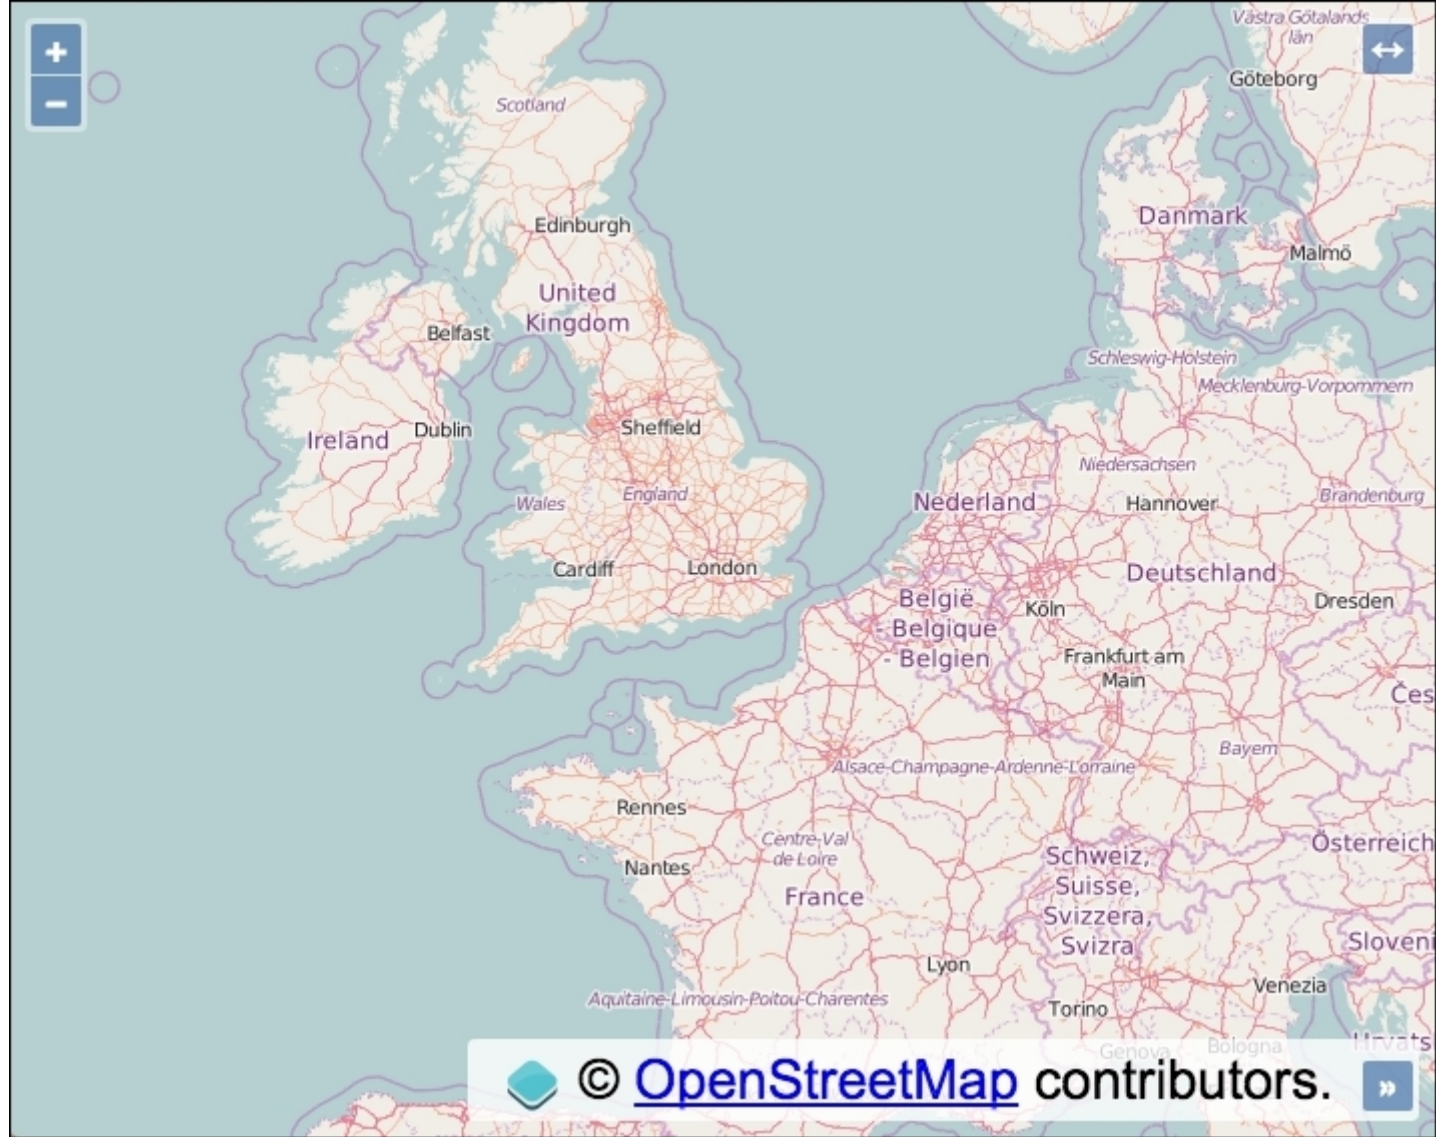 +
−
↔
Västra Götalands
län
Göteborg
Scotland
Edinburgh
Danmark
Malmö
United
Kingdom
Belfast
Schleswig-Holstein
Mecklenburg-Vorpommern
Ireland
Dublin
Sheffield
Niedersachsen
Wales
England
Nederland
Hannover
Brandenburg
Cardiff
London
Deutschland
België
- Belgique
- Belgien
Köln
Dresden
Frankfurt am
Main
Čes
Bayern
Alsace-Champagne-Ardenne-Lorraine
Rennes
Centre-Val
de Loire
Nantes
France
Schweiz,
Suisse,
Svizzera,
Svizra
Österreich
Sloveni
Lyon
Venezia
Aquitaine-Limousin-Poitou-Charentes
Torino
Genova
Bologna
Hrvats
© OpenStreetMap contributors.
»